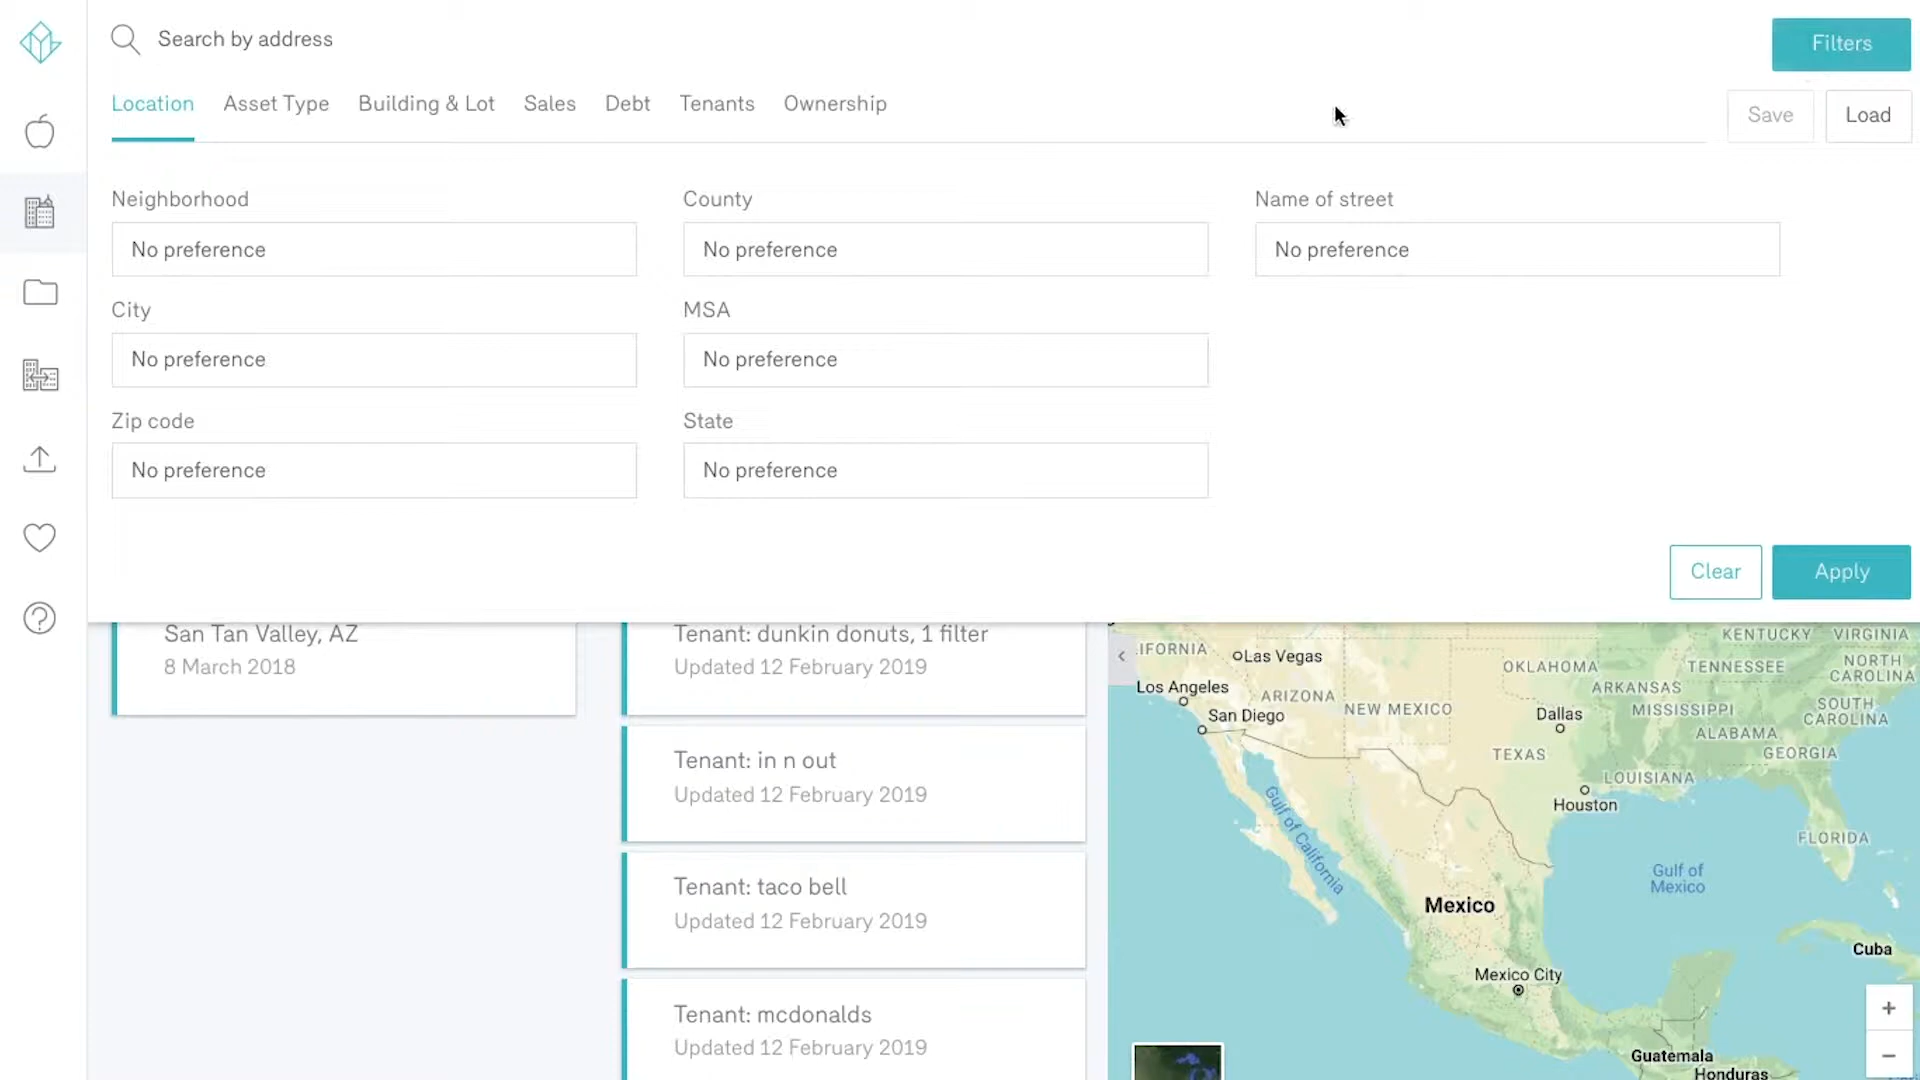 Search by address
Filters
Location Asset Type Building & Lot Sales Debt Tenants Ownership
Save Load
Neighborhood
No preference
County
No preference
Name of street
No preference
City
No preference
MSA
No preference
Zip code
No preference
State
No preference
Clear Apply
San Tan Valley, AZ
8 March 2018
Tenant: dunkin donuts, 1 filter
Updated 12 February 2019
Tenant: in n out
Updated 12 February 2019
Tenant: taco bell
Updated 12 February 2019
Tenant: mcdonalds
Updated 12 February 2019
IFORNIA
Las Vegas
Los Angeles
San Diego
ARIZONA
NEW MEXICO
OKLAHOMA
KENTUCKY
VIRGINIA
TENNESSEE
NORTH
CAROLINA
ARKANSAS
MISSISSIPPI
SOUTH
CAROLINA
Dallas
ALABAMA
TEXAS
GEORGIA
LOUISIANA
Houston
FLORIDA
Gulf of California
Gulf of
Mexico
Mexico
Cuba
Mexico City
Guatemala
Honduras
+
−